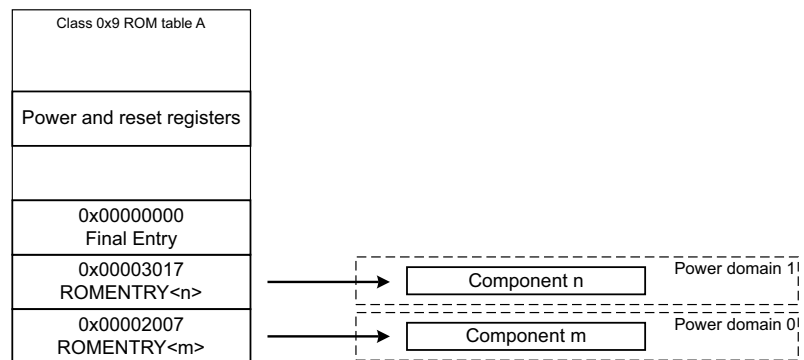 Class 0x9 ROM table A
Power and reset registers
0x00000000
Final Entry
0x00003017
ROMENTRY<n>
Component n
Power domain 1
0x00002007
ROMENTRY<m>
Component m
Power domain 0